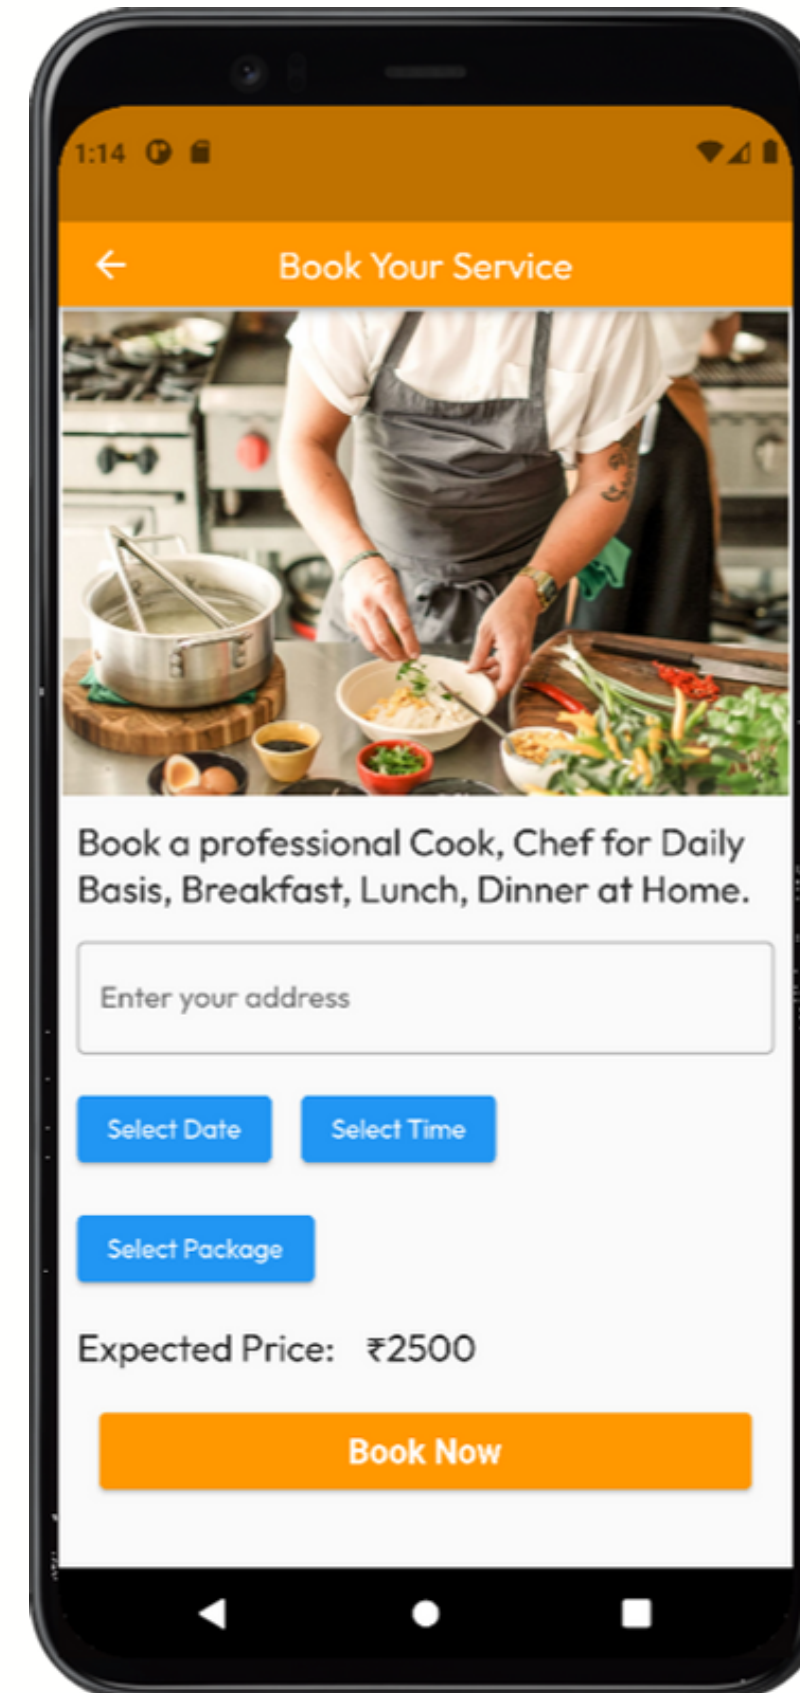 1:14
Book Your Service
Book a professional Cook, Chef for Daily
Basis, Breakfast, Lunch, Dinner at Home.
Enter your address
Select Date Select Time
Select Package
Expected Price: ₹2500
Book Now